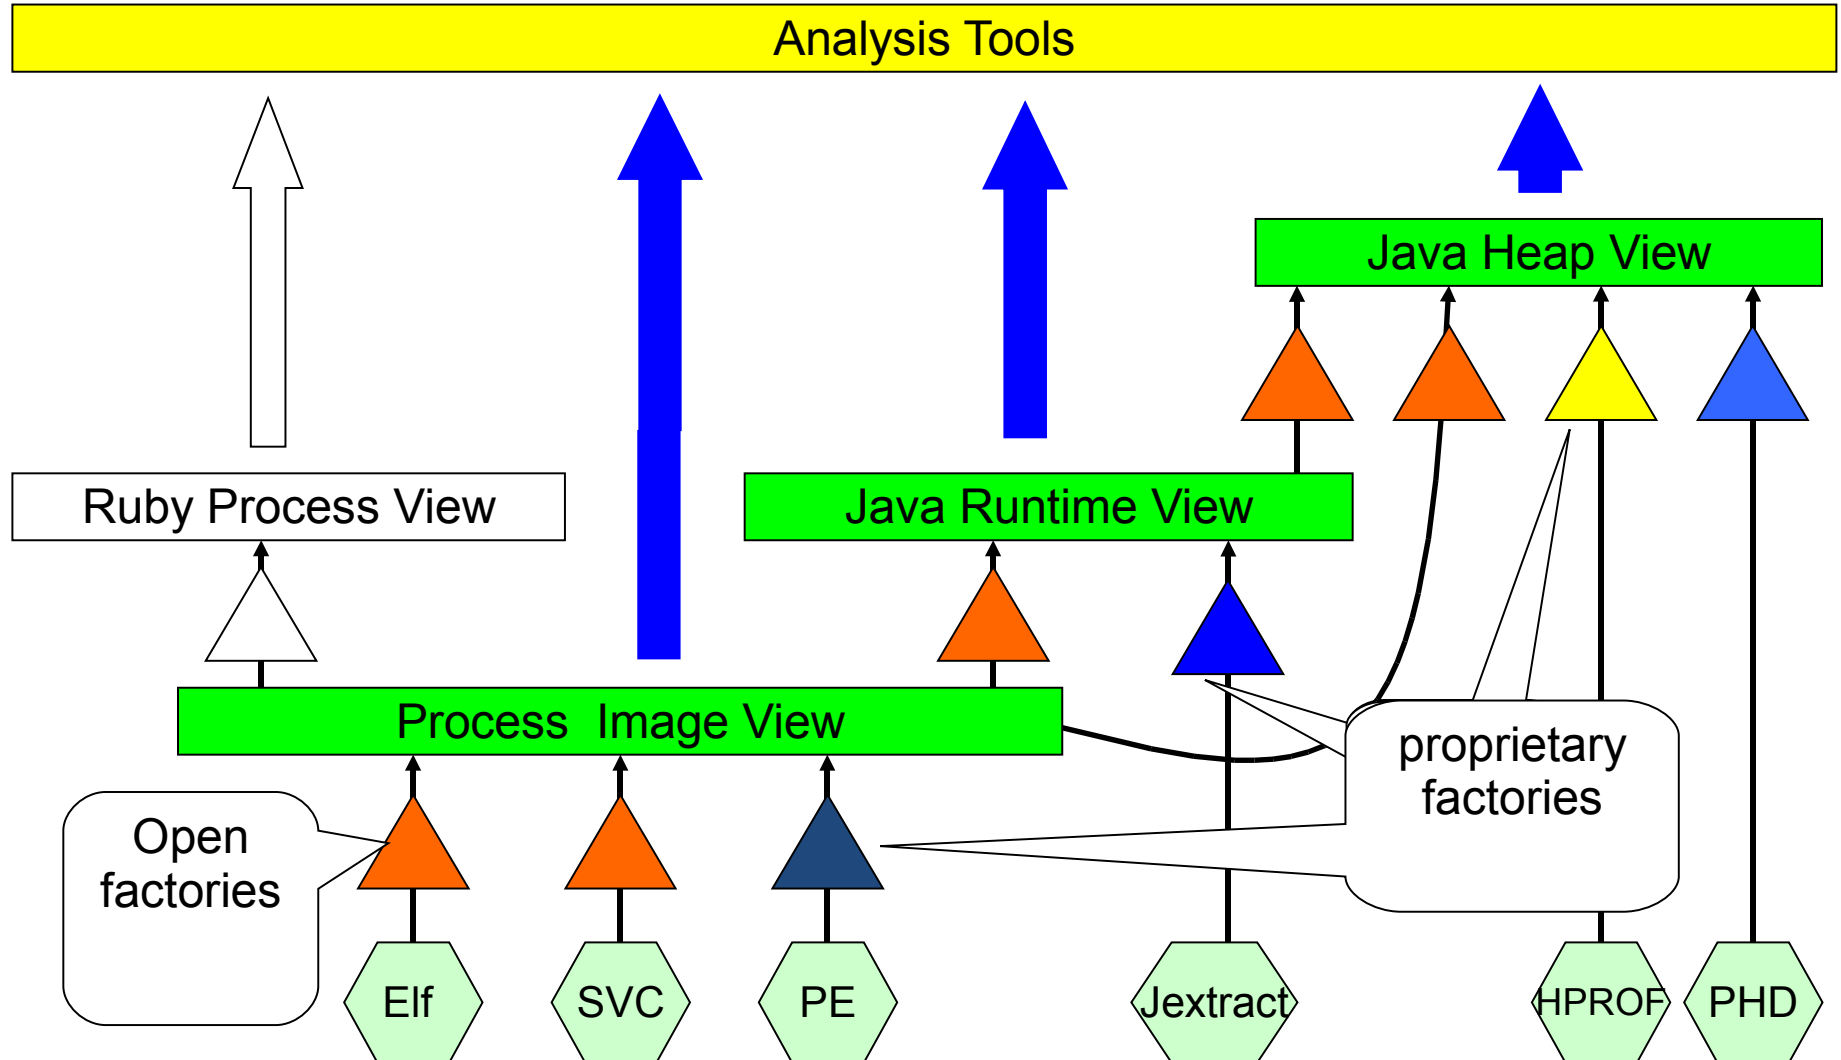 Analysis Tools
Java Heap View
Ruby Process View
Java Runtime View
Process Image View
proprietary
factories
Open
factories
Elf
SVC
PE
Jextract
HPROF
PHD